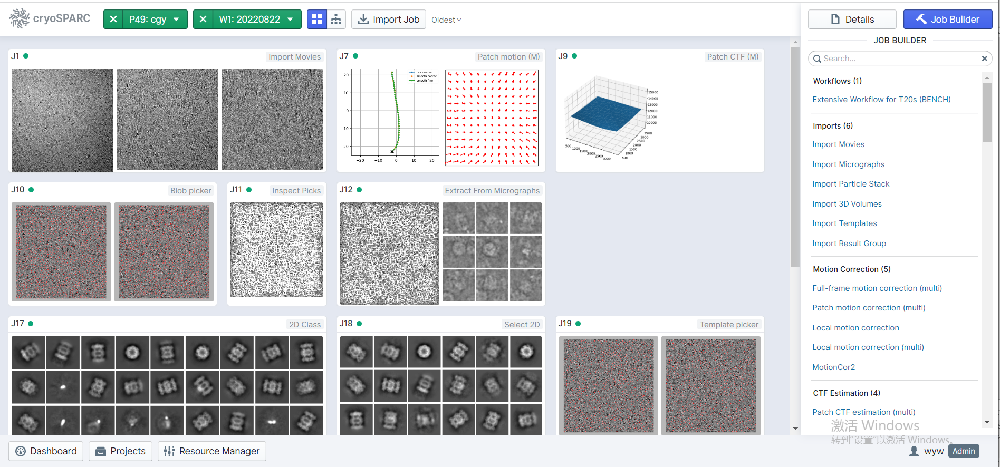 cryoSPARC
P49: cgy
W1: 20220822
Import Job
Oldest
Details
Job Builder
JOB BUILDER
Search...
J1
Import Movies
J7
Patch motion (M)
raw coarse
smooth coarse
smooth fine
20
10
0
−10
−20
−20
−10
0
10
20
J9
Patch CTF (M)
15000
14000
13000
12000
11000
10000
3500
3000
2500
2000
1500
1000
500
500
1000
1500
2000
2500
3000
J10
Blob picker
J11
Inspect Picks
J12
Extract From Micrographs
J17
2D Class
J18
Select 2D
J19
Template picker
Workflows (1)
Extensive Workflow for T20s (BENCH)
Imports (6)
Import Movies
Import Micrographs
Import Particle Stack
Import 3D Volumes
Import Templates
Import Result Group
Motion Correction (5)
Full-frame motion correction (multi)
Patch motion correction (multi)
Local motion correction
Local motion correction (multi)
MotionCor2
CTF Estimation (4)
Patch CTF estimation (multi)
激活 Windows
转到“设置”以激活 Windows。
Dashboard
Projects
Resource Manager
wyw
Admin